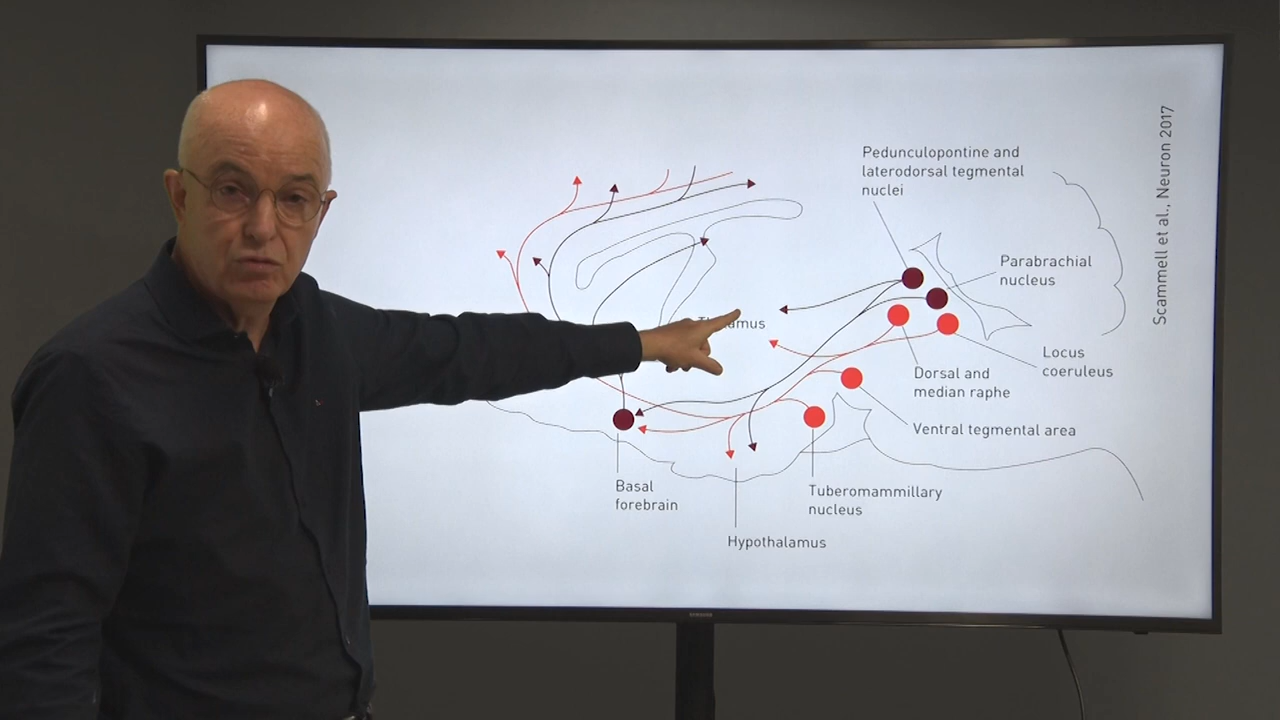 Pedunculopontine and
laterodorsal tegmental
nuclei
Scammell et al., Neuron 2017
Parabrachial
nucleus
Locus
coeruleus
Dorsal and
median raphe
Ventral tegmental area
Basal
forebrain
Tuberomammillary
nucleus
Hypothalamus
SAMSUNG